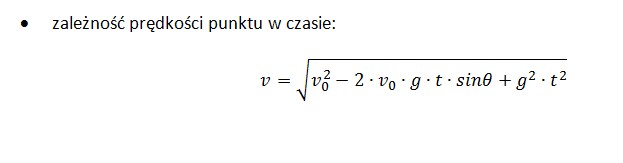 • zależność prędkości punktu w czasie:
v = √(v₀² − 2 · v₀ · g · t · sinθ + g² · t²)